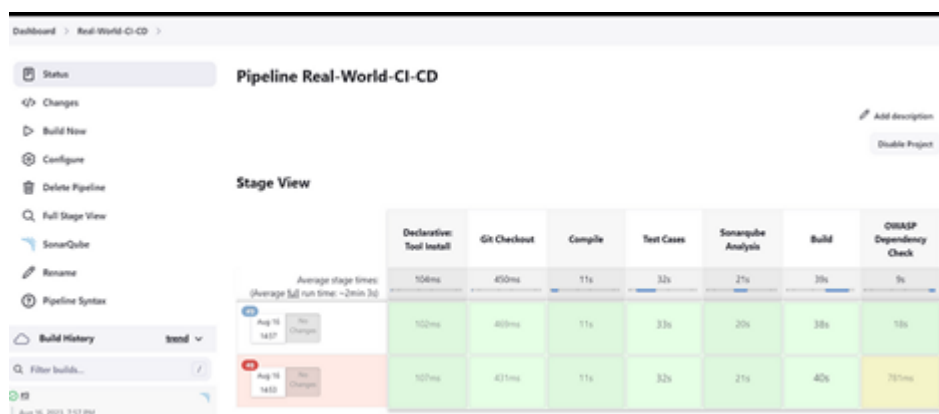 Dashboard > Real-World-CI-CD >
Status
Changes
Build Now
Configure
Delete Pipeline
Full Stage View
SonarQube
Rename
Pipeline Syntax
Build History trend
Filter builds... /
Pipeline Real-World-CI-CD
Add description
Disable Project
Stage View
Declarative: Tool Install
Git Checkout
Compile
Test Cases
Sonarqube Analysis
Build
OWASP Dependency Check
Average stage times: 104ms 450ms 11s 32s 21s 39s 9s
(Average full run time: ~2min 3s)
Aug 16 No Changes 102ms 469ms 11s 33s 20s 38s 18s
Aug 16 No Changes 107ms 431ms 11s 32s 21s 40s 781ms